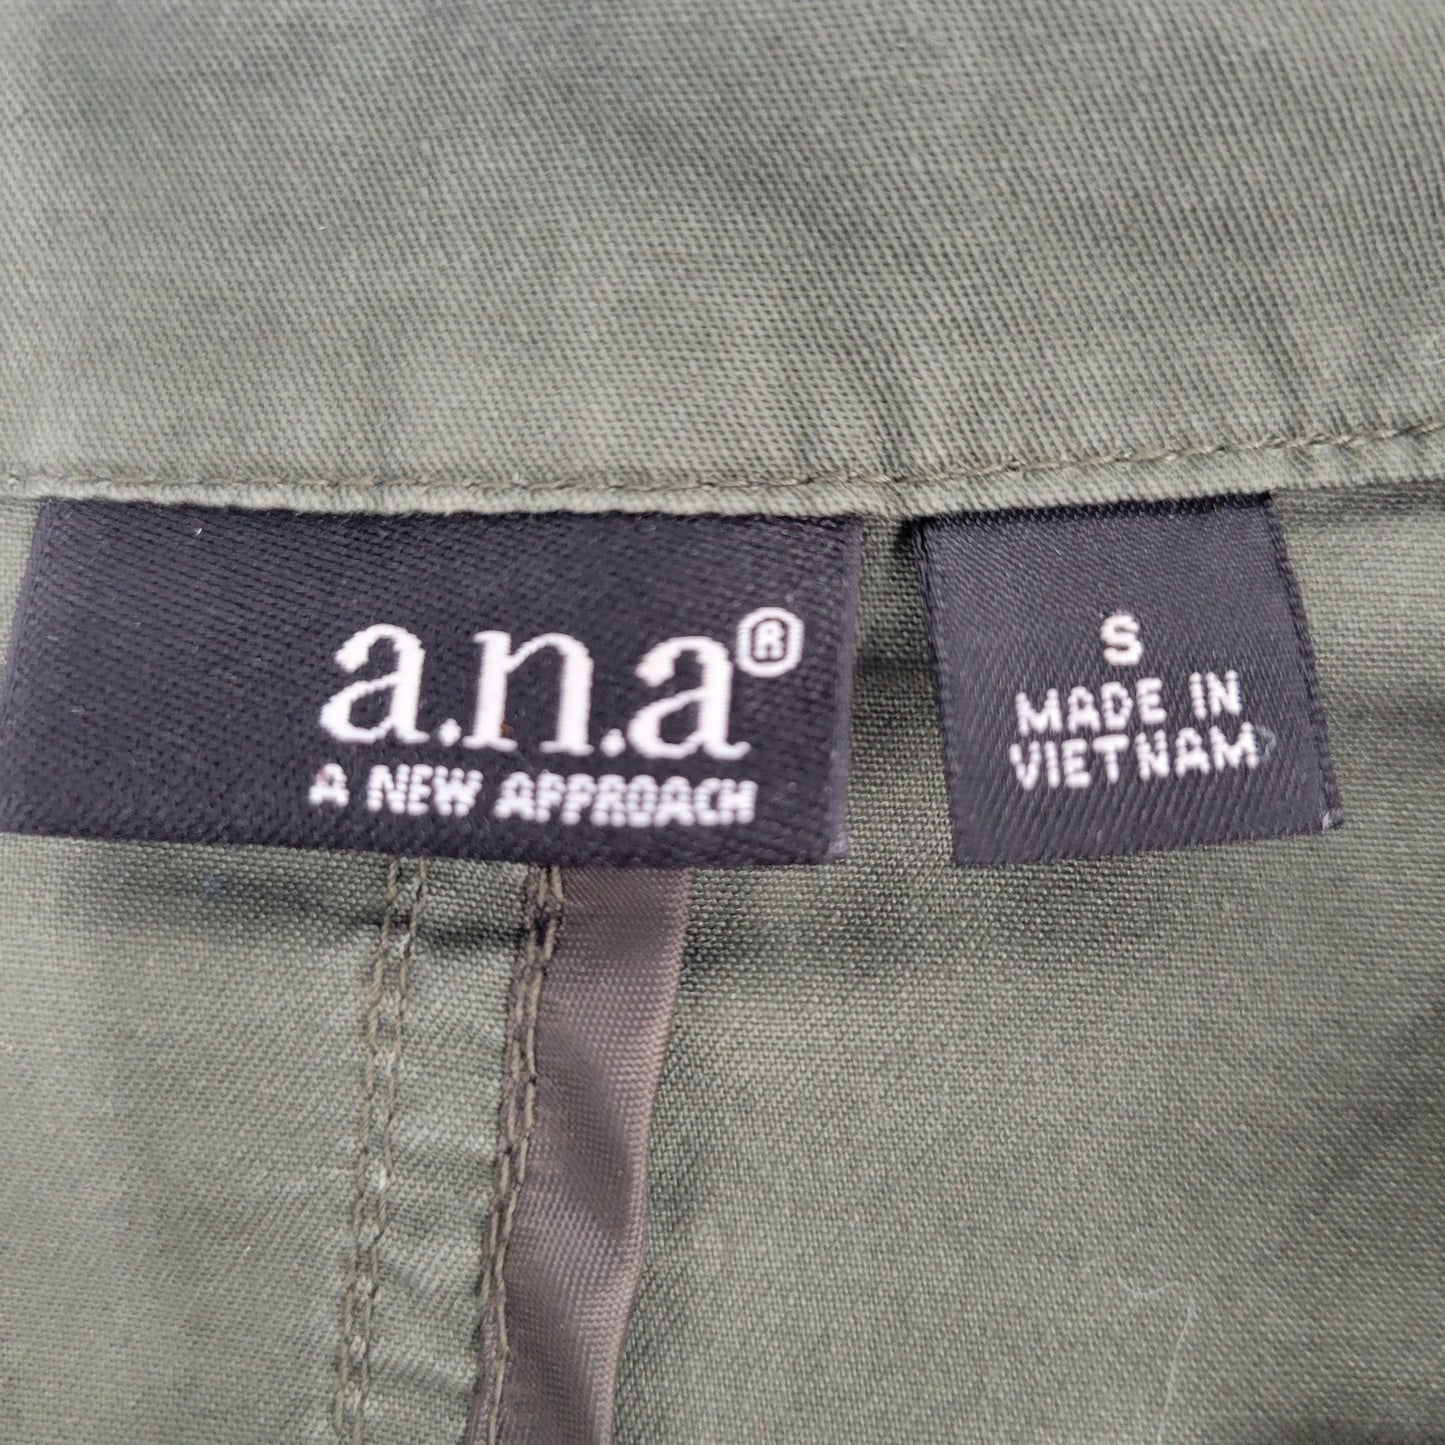 a.n.a®
A NEW APPROACH
S
MADE IN
VIETNAM